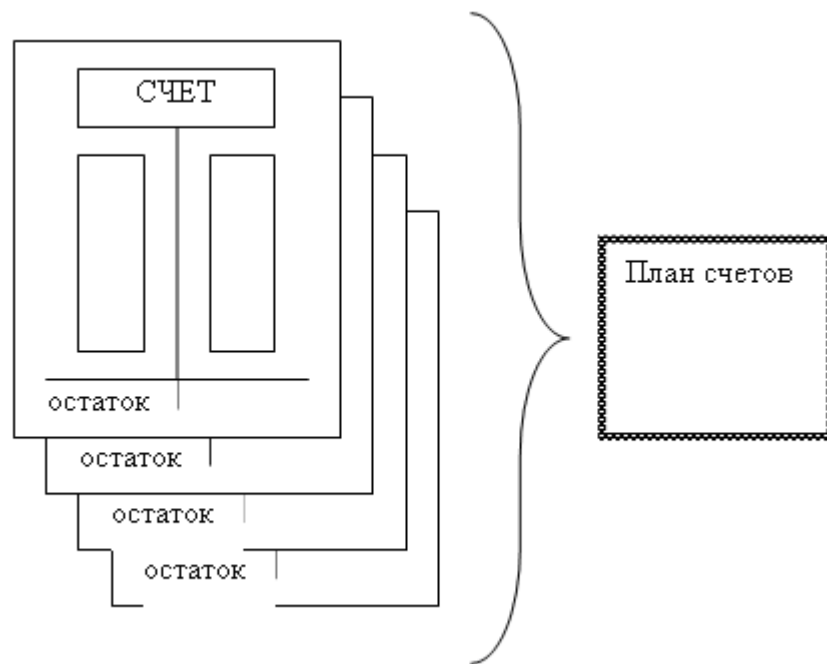 СЧЕТ
План счетов
остаток
остаток
остаток
остаток